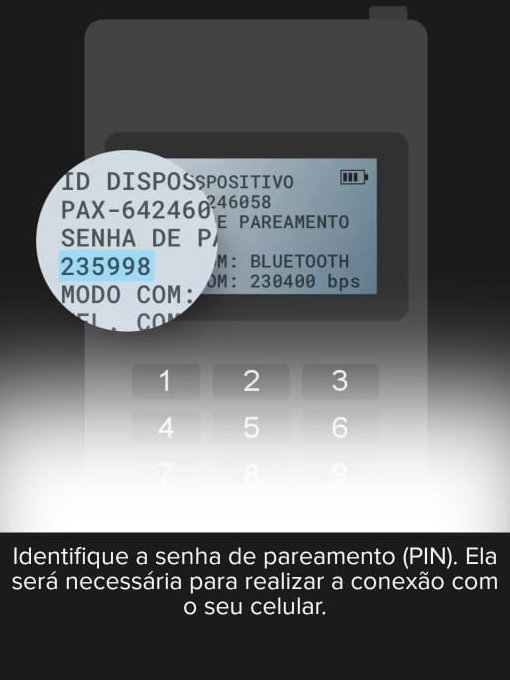 ID DISPOS
PAX-642460
SENHA DE PA
235998
MODO COM:
SPOSITIVO
246058
E PAREAMENTO
M: BLUETOOTH
OM: 230400 bps
1 2 3
4 5 6
7 8 9
Identifique a senha de pareamento (PIN). Ela
será necessária para realizar a conexão com
o seu celular.